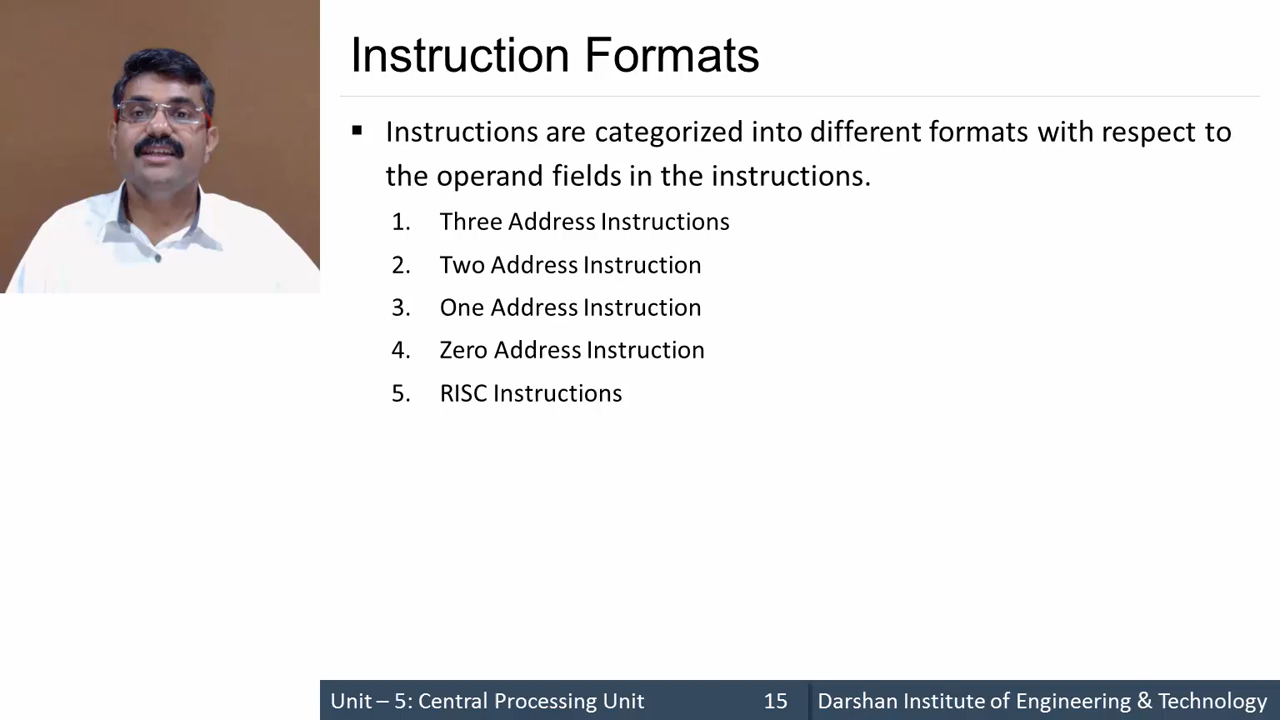 Instruction Formats
▪ Instructions are categorized into different formats with respect to
the operand fields in the instructions.
1. Three Address Instructions
2. Two Address Instruction
3. One Address Instruction
4. Zero Address Instruction
5. RISC Instructions
Unit – 5: Central Processing Unit 15 Darshan Institute of Engineering & Technology